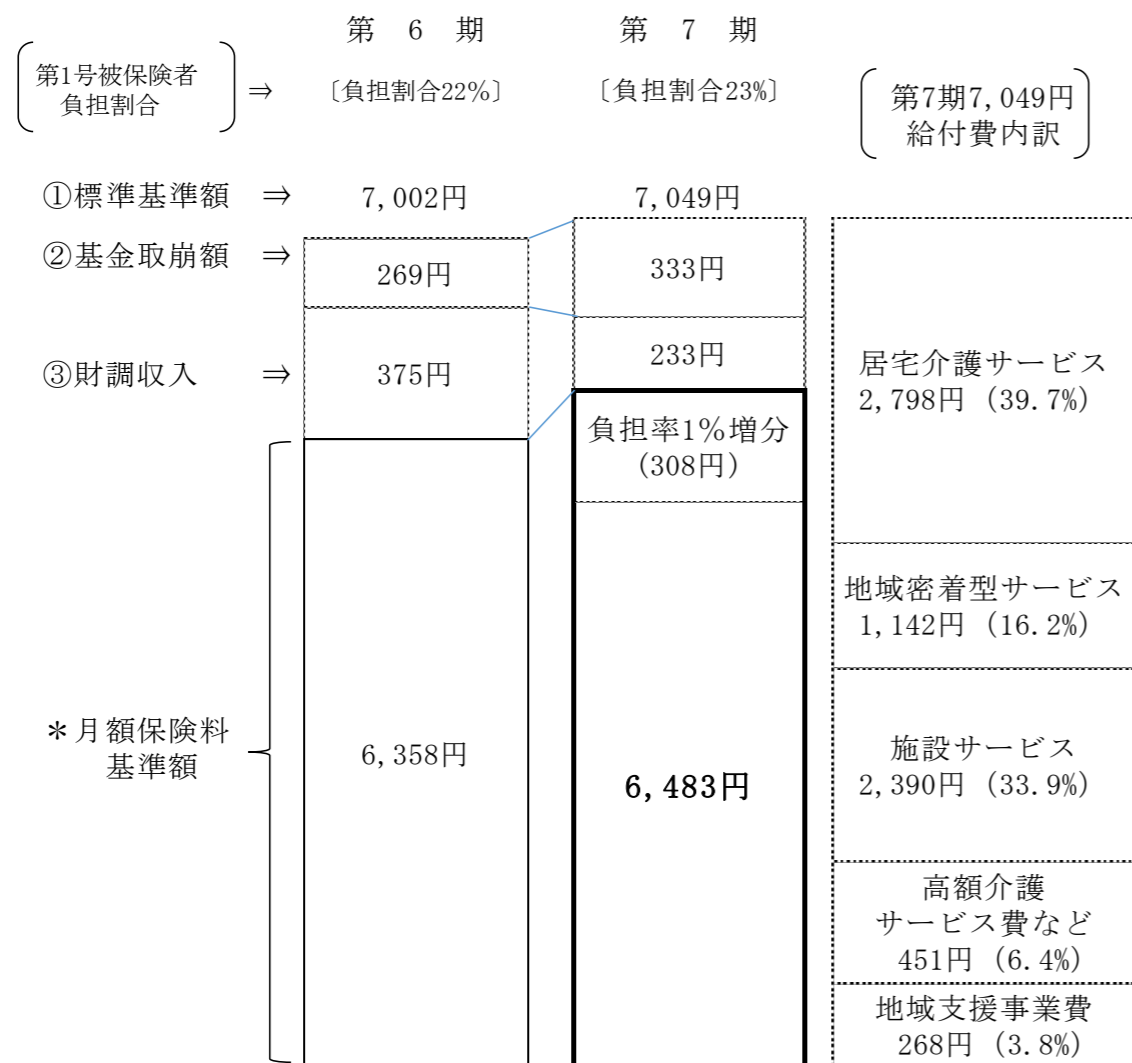 第　6　期
第　7　期
第1号被保険者
負担割合
⇒
〔負担割合22%〕
〔負担割合23%〕
第7期7,049円
給付費内訳
①標準基準額　⇒
7,002円
7,049円
②基金取崩額　⇒
269円
333円
③財調収入　⇒
375円
233円
負担率1%増分
(308円)
＊月額保険料
基準額
6,358円
6,483円
居宅介護サービス
2,798円 (39.7%)
地域密着型サービス
1,142円 (16.2%)
施設サービス
2,390円 (33.9%)
高額介護
サービス費など
451円 (6.4%)
地域支援事業費
268円 (3.8%)